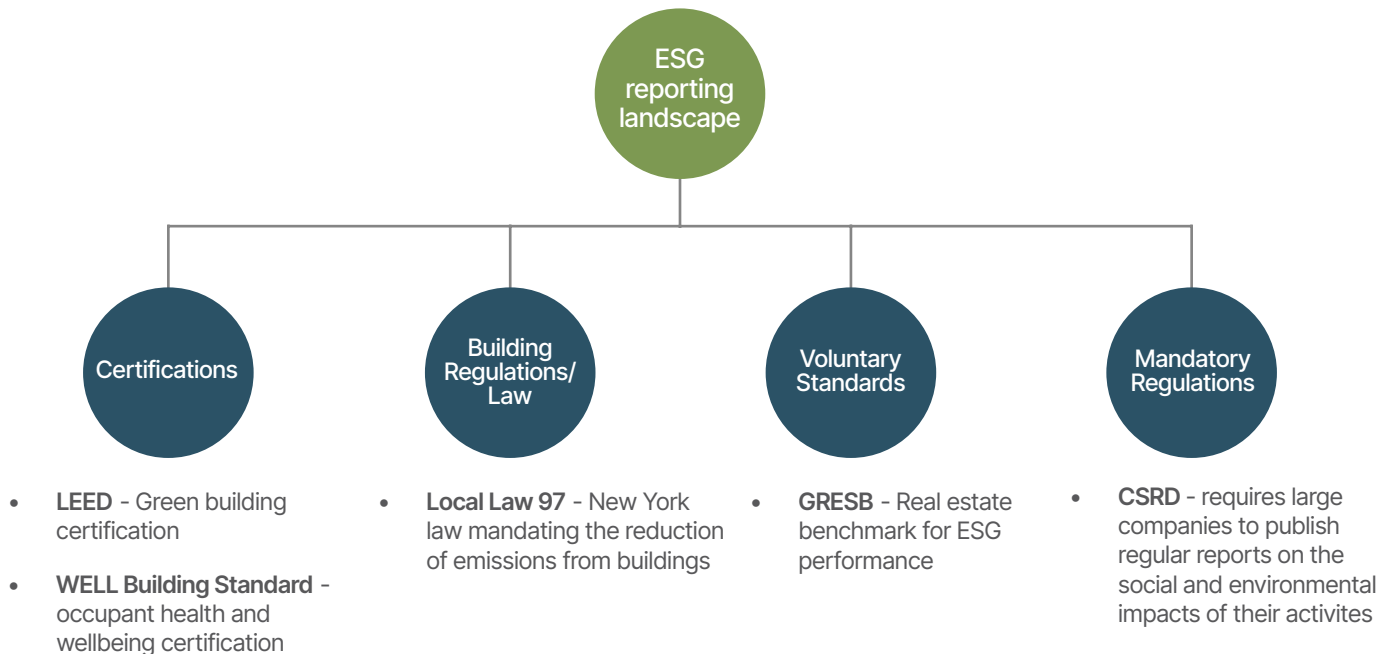 ESG
reporting
landscape
Certifications
Building
Regulations/
Law
Voluntary
Standards
Mandatory
Regulations
• LEED - Green building
certification
• WELL Building Standard -
occupant health and
wellbeing certification
• Local Law 97 - New York
law mandating the reduction
of emissions from buildings
• GRESB - Real estate
benchmark for ESG
performance
• CSRD - requires large
companies to publish
regular reports on the
social and environmental
impacts of their activites